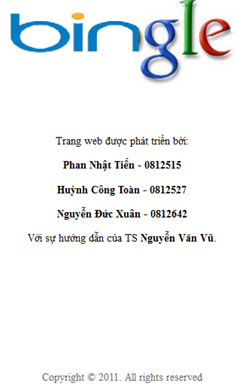 bingle
Trang web được phát triển bởi:
Phan Nhật Tiến - 0812515
Huỳnh Công Toàn - 0812527
Nguyễn Đức Xuân - 0812642
Với sự hướng dẫn của TS Nguyễn Văn Vũ.
Copyright © 2011. All rights reserved